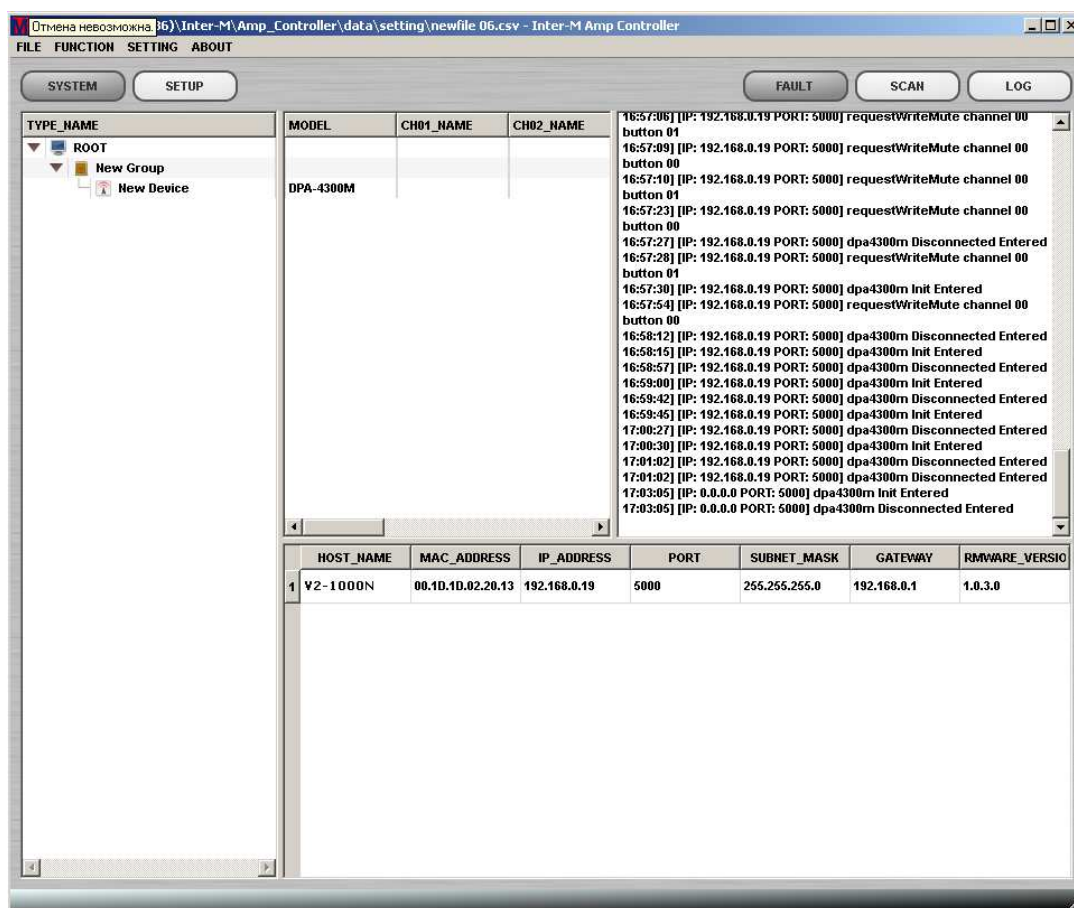 Отмена невозможна. 86)\Inter-M\Amp_Controller\data\setting\newfile 06.csv - Inter-M Amp Controller
FILE FUNCTION SETTING ABOUT
SYSTEM SETUP FAULT SCAN LOG
TYPE_NAME
ROOT
New Group
New Device
MODEL CH01_NAME CH02_NAME
DPA-4300M
16:57:06] [IP: 192.168.0.19 PORT: 5000] requestWriteMute channel 00
button 01
16:57:09] [IP: 192.168.0.19 PORT: 5000] requestWriteMute channel 00
button 00
16:57:10] [IP: 192.168.0.19 PORT: 5000] requestWriteMute channel 00
button 01
16:57:23] [IP: 192.168.0.19 PORT: 5000] requestWriteMute channel 00
button 00
16:57:27] [IP: 192.168.0.19 PORT: 5000] dpa4300m Disconnected Entered
16:57:28] [IP: 192.168.0.19 PORT: 5000] requestWriteMute channel 00
button 01
16:57:30] [IP: 192.168.0.19 PORT: 5000] dpa4300m Init Entered
16:57:54] [IP: 192.168.0.19 PORT: 5000] requestWriteMute channel 00
button 00
16:58:12] [IP: 192.168.0.19 PORT: 5000] dpa4300m Disconnected Entered
16:58:15] [IP: 192.168.0.19 PORT: 5000] dpa4300m Init Entered
16:58:57] [IP: 192.168.0.19 PORT: 5000] dpa4300m Disconnected Entered
16:59:00] [IP: 192.168.0.19 PORT: 5000] dpa4300m Init Entered
16:59:42] [IP: 192.168.0.19 PORT: 5000] dpa4300m Disconnected Entered
16:59:45] [IP: 192.168.0.19 PORT: 5000] dpa4300m Init Entered
17:00:27] [IP: 192.168.0.19 PORT: 5000] dpa4300m Disconnected Entered
17:00:30] [IP: 192.168.0.19 PORT: 5000] dpa4300m Init Entered
17:01:02] [IP: 192.168.0.19 PORT: 5000] dpa4300m Disconnected Entered
17:01:02] [IP: 192.168.0.19 PORT: 5000] dpa4300m Disconnected Entered
17:03:05] [IP: 0.0.0.0 PORT: 5000] dpa4300m Init Entered
17:03:05] [IP: 0.0.0.0 PORT: 5000] dpa4300m Disconnected Entered
HOST_NAME MAC_ADDRESS IP_ADDRESS PORT SUBNET_MASK GATEWAY RMWARE_VERSIO
1 V2-1000N 00.1D.1D.02.20.13 192.168.0.19 5000 255.255.255.0 192.168.0.1 1.0.3.0